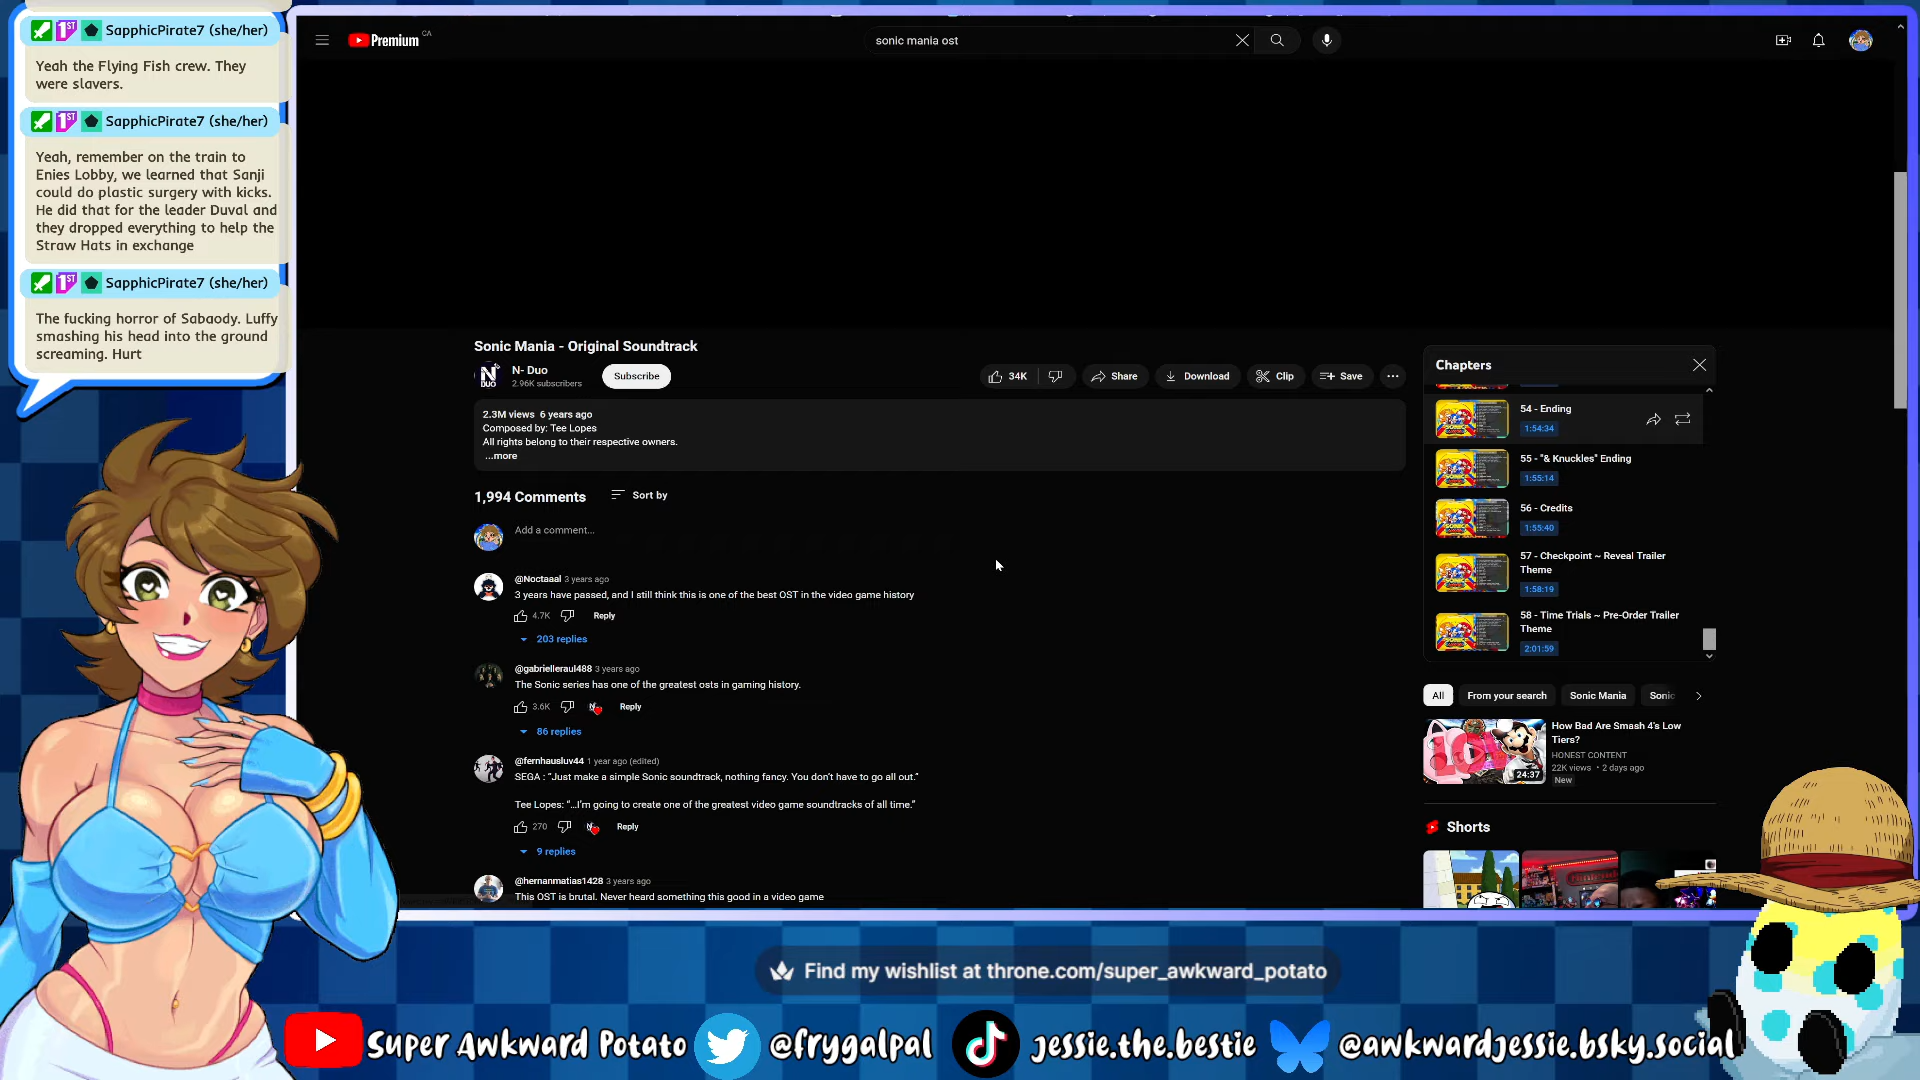 SapphicPirate7 (she/her)
Yeah the Flying Fish crew. They
were slavers.
SapphicPirate7 (she/her)
Yeah, remember on the train to
Enies Lobby, we learned that Sanji
could do plastic surgery with kicks.
He did that for the leader Duval and
they dropped everything to help the
Straw Hats in exchange
SapphicPirate7 (she/her)
The fucking horror of Sabaody. Luffy
smashing his head into the ground
screaming. Hurt
Premium CA
sonic mania ost
Sonic Mania - Original Soundtrack
N- Duo
2.96K subscribers
Subscribe
34K
Share
Download
Clip
Save
2.3M views 6 years ago
Composed by: Tee Lopes
All rights belong to their respective owners.
...more
1,994 Comments
Sort by
Add a comment...
@Noctaaal 3 years ago
3 years have passed, and I still think this is one of the best OST in the video game history
4.7K
Reply
203 replies
@gabrielleraul488 3 years ago
The Sonic series has one of the greatest osts in gaming history.
3.6K
Reply
86 replies
@fernhausluv44 1 year ago (edited)
SEGA : “Just make a simple Sonic soundtrack, nothing fancy. You don’t have to go all out.”
Tee Lopes: “…I’m going to create one of the greatest video game soundtracks of all time.”
270
Reply
9 replies
@hernanmatias1428 3 years ago
This OST is brutal. Never heard something this good in a video game
Chapters
54 - Ending
1:54:34
55 - "& Knuckles" Ending
1:55:14
56 - Credits
1:55:40
57 - Checkpoint ~ Reveal Trailer
Theme
1:58:19
58 - Time Trials ~ Pre-Order Trailer
Theme
2:01:59
All
From your search
Sonic Mania
Sonic
How Bad Are Smash 4's Low
Tiers?
HONEST CONTENT
22K views • 2 days ago
New
24:37
Shorts
Find my wishlist at throne.com/super_awkward_potato
Super Awkward Potato
@frygalpal
jessie.the.bestie
@awkwardjessie.bsky.social